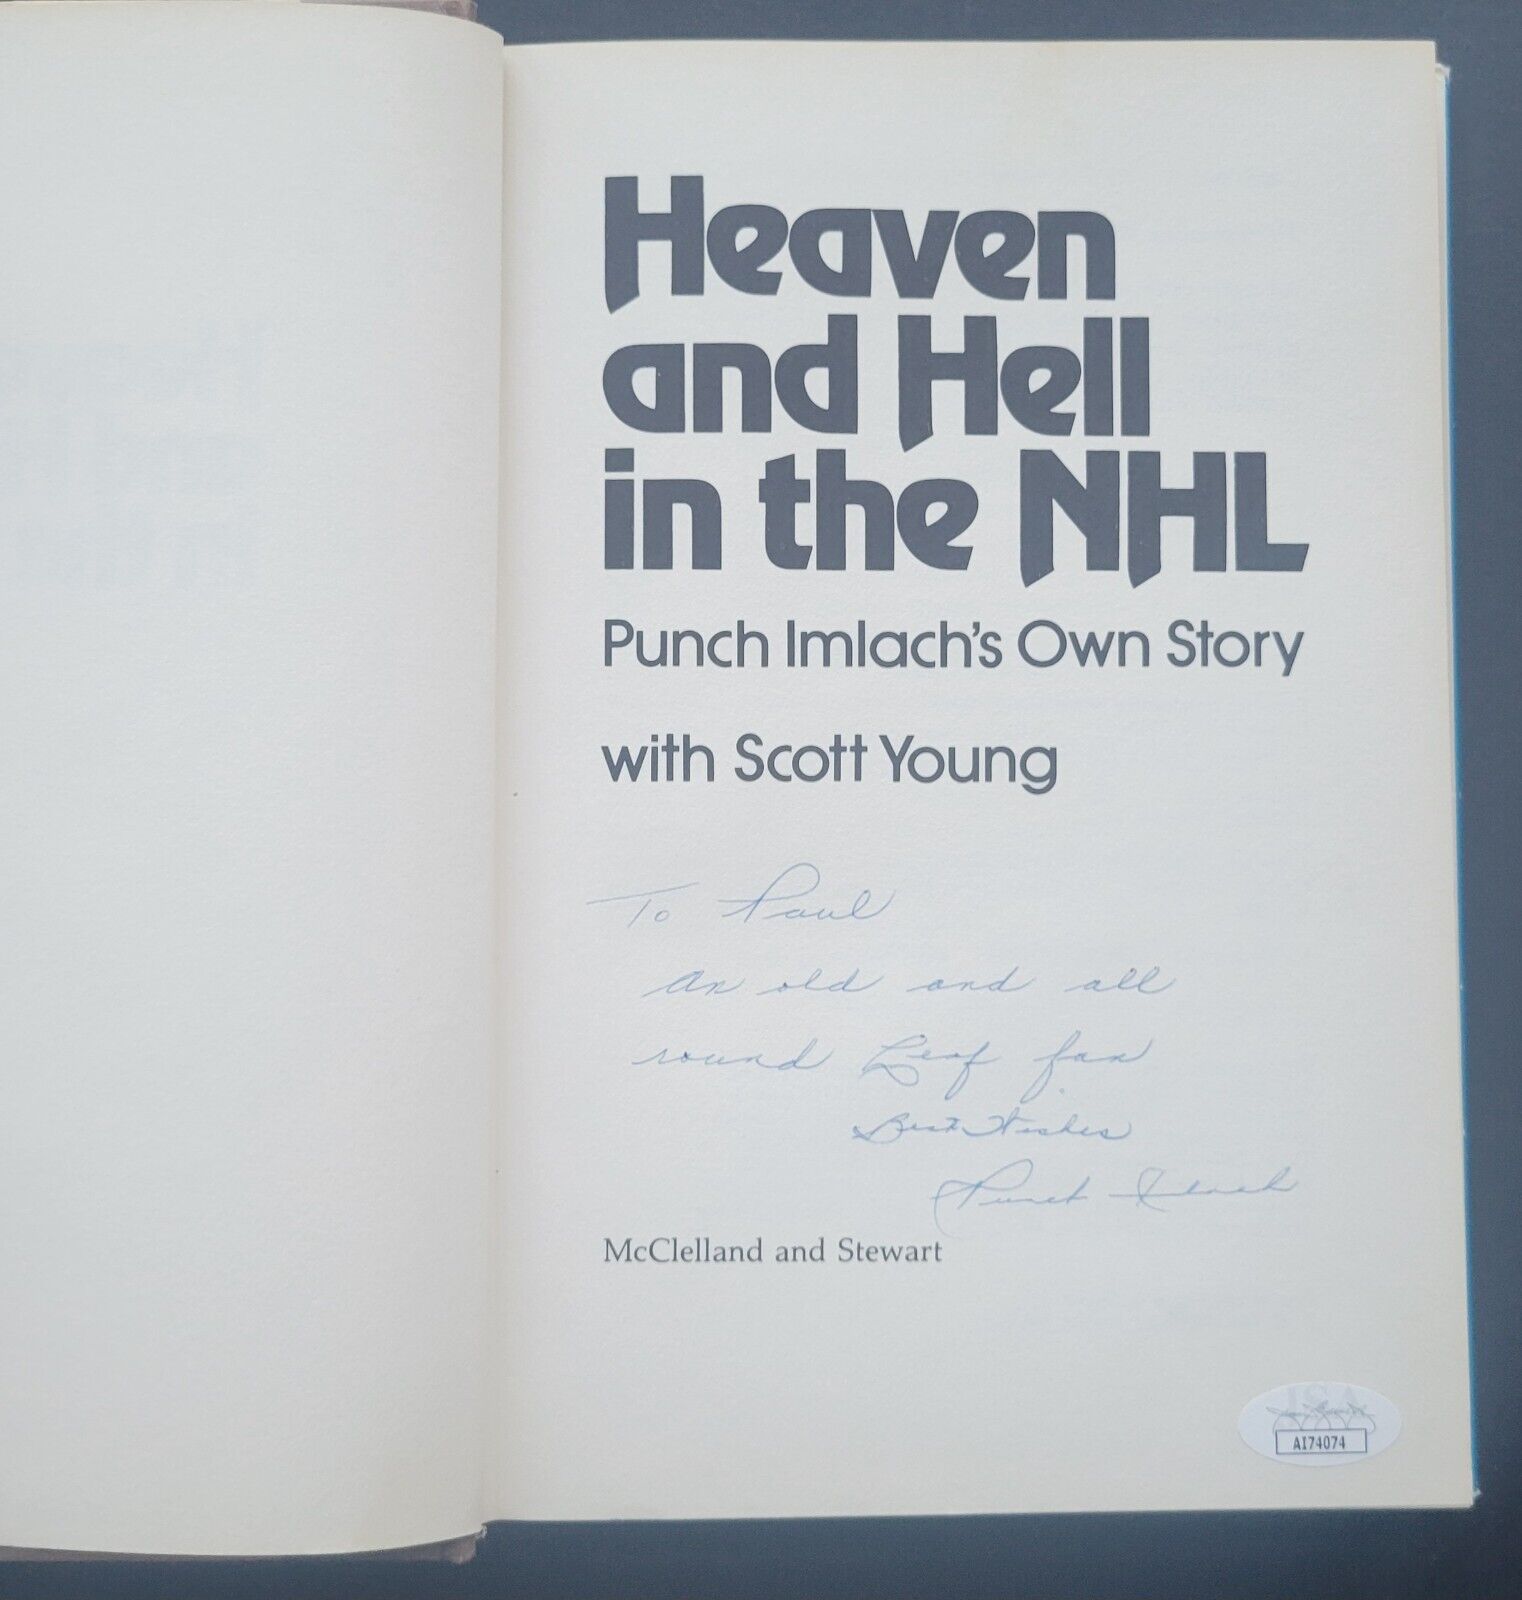 Heaven
and Hell
in the NHL
Punch Imlach's Own Story
with Scott Young
To Paul
An old and all
round Leaf fan
Best Wishes
Punch Imlach
McClelland and Stewart
JSA
AI74074